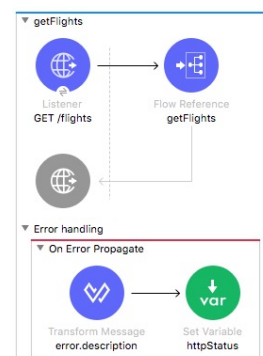 getFlights
Listener
GET /flights
Flow Reference
getFlights
Error handling
On Error Propagate
var
Transform Message
error.description
Set Variable
httpStatus